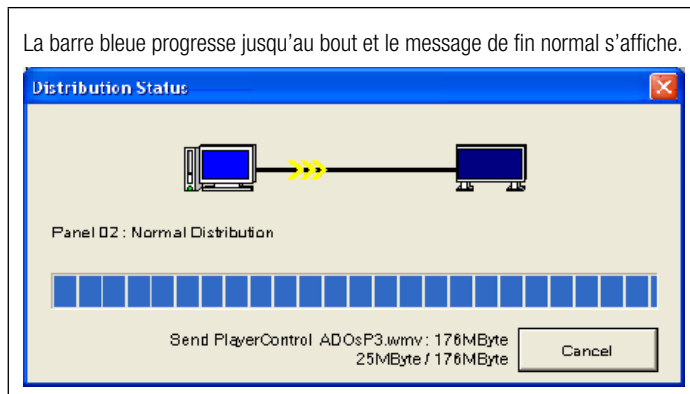 La barre bleue progresse jusqu’au bout et le message de fin normal s’affiche.
Distribution Status
Panel 02 : Normal Distribution
Send PlayerControl ADOsP3.wmv : 176MByte
25MByte / 176MByte
Cancel